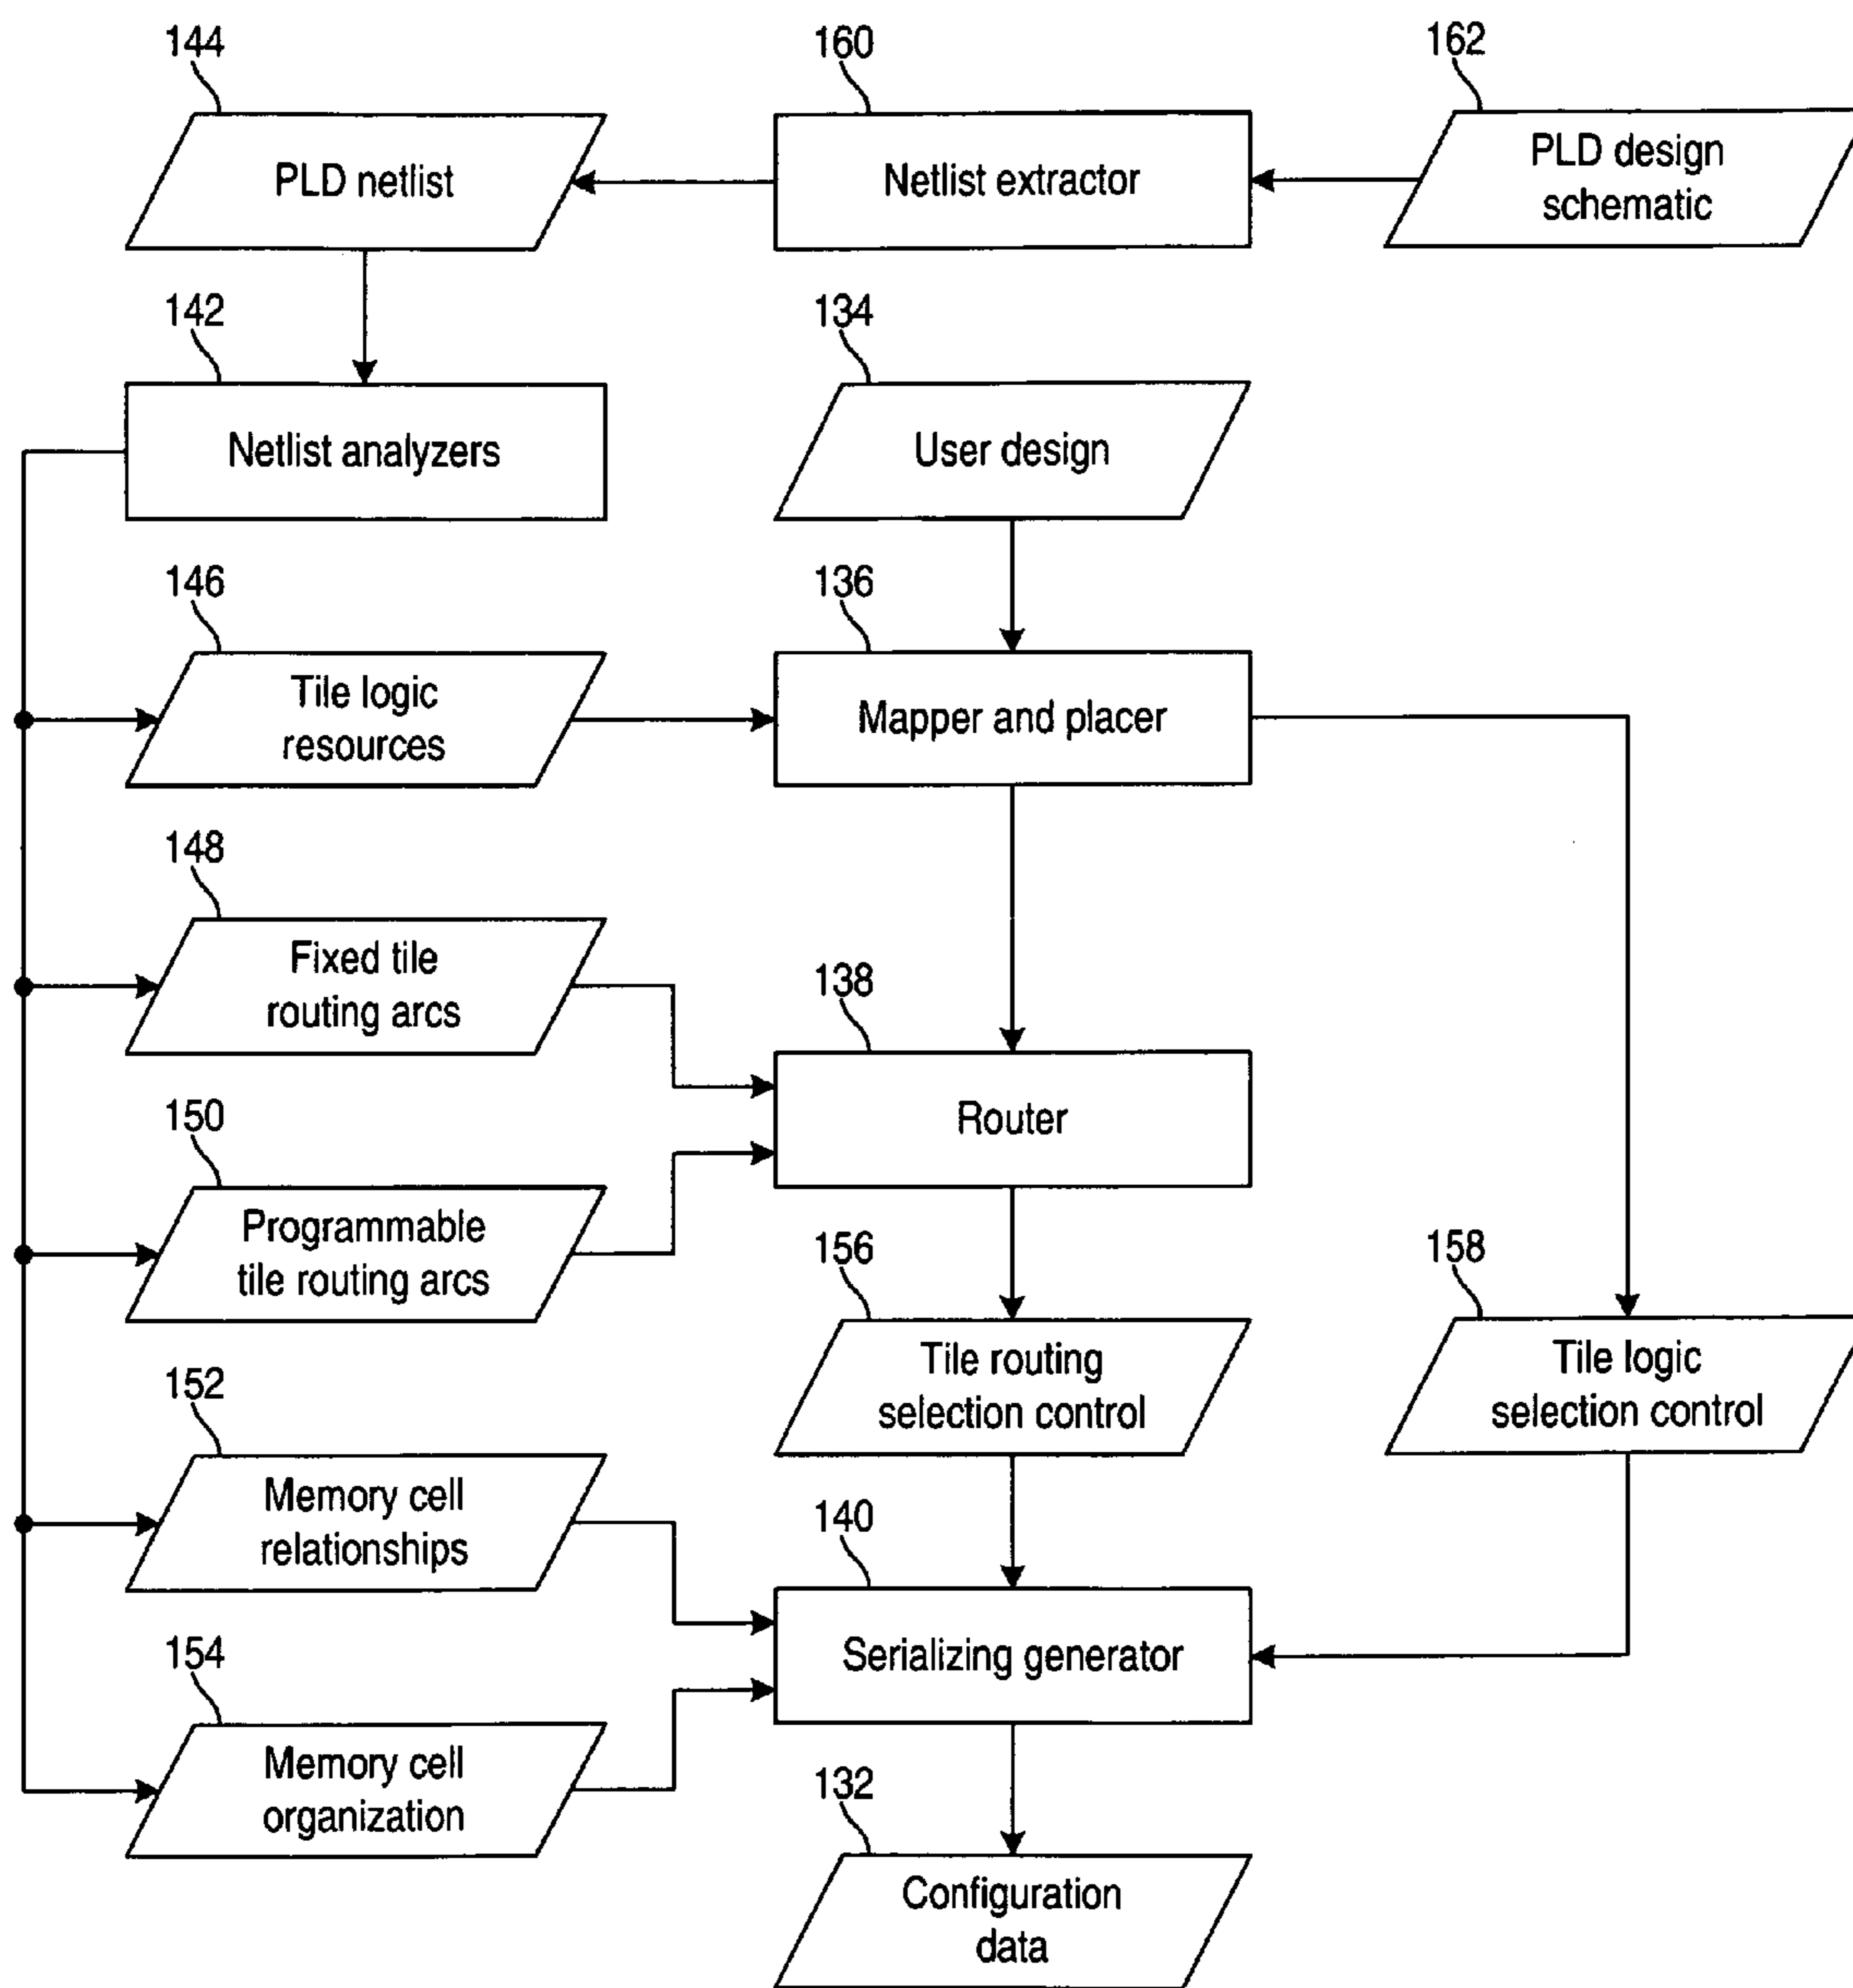 144
160
162
PLD netlist
Netlist extractor
PLD design
schematic
142
134
Netlist analyzers
User design
146
136
Tile logic
resources
Mapper and placer
148
Fixed tile
routing arcs
138
Router
150
Programmable
tile routing arcs
156
158
Tile routing
selection control
Tile logic
selection control
152
Memory cell
relationships
140
Serializing generator
154
Memory cell
organization
132
Configuration
data